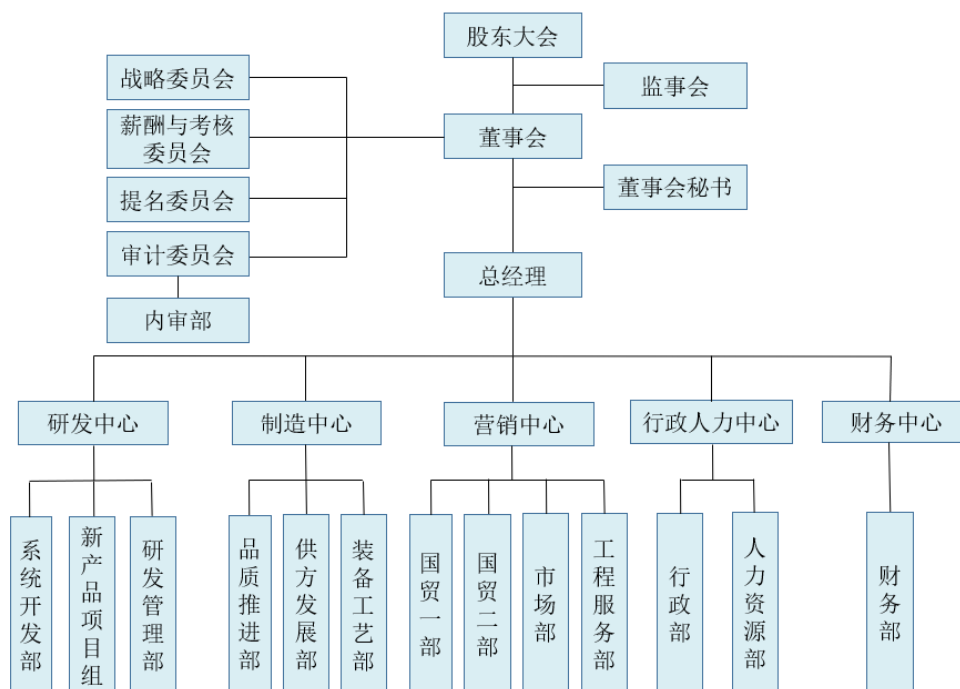 股东大会
战略委员会
监事会
薪酬与考核
委员会
董事会
提名委员会
董事会秘书
审计委员会
总经理
内审部
研发中心
制造中心
营销中心
行政人力中心
财务中心
系统开发部
新产品项目组
研发管理部
品质推进部
供方发展部
装备工艺部
国贸一部
国贸二部
市场部
工程服务部
行政部
人力资源部
财务部